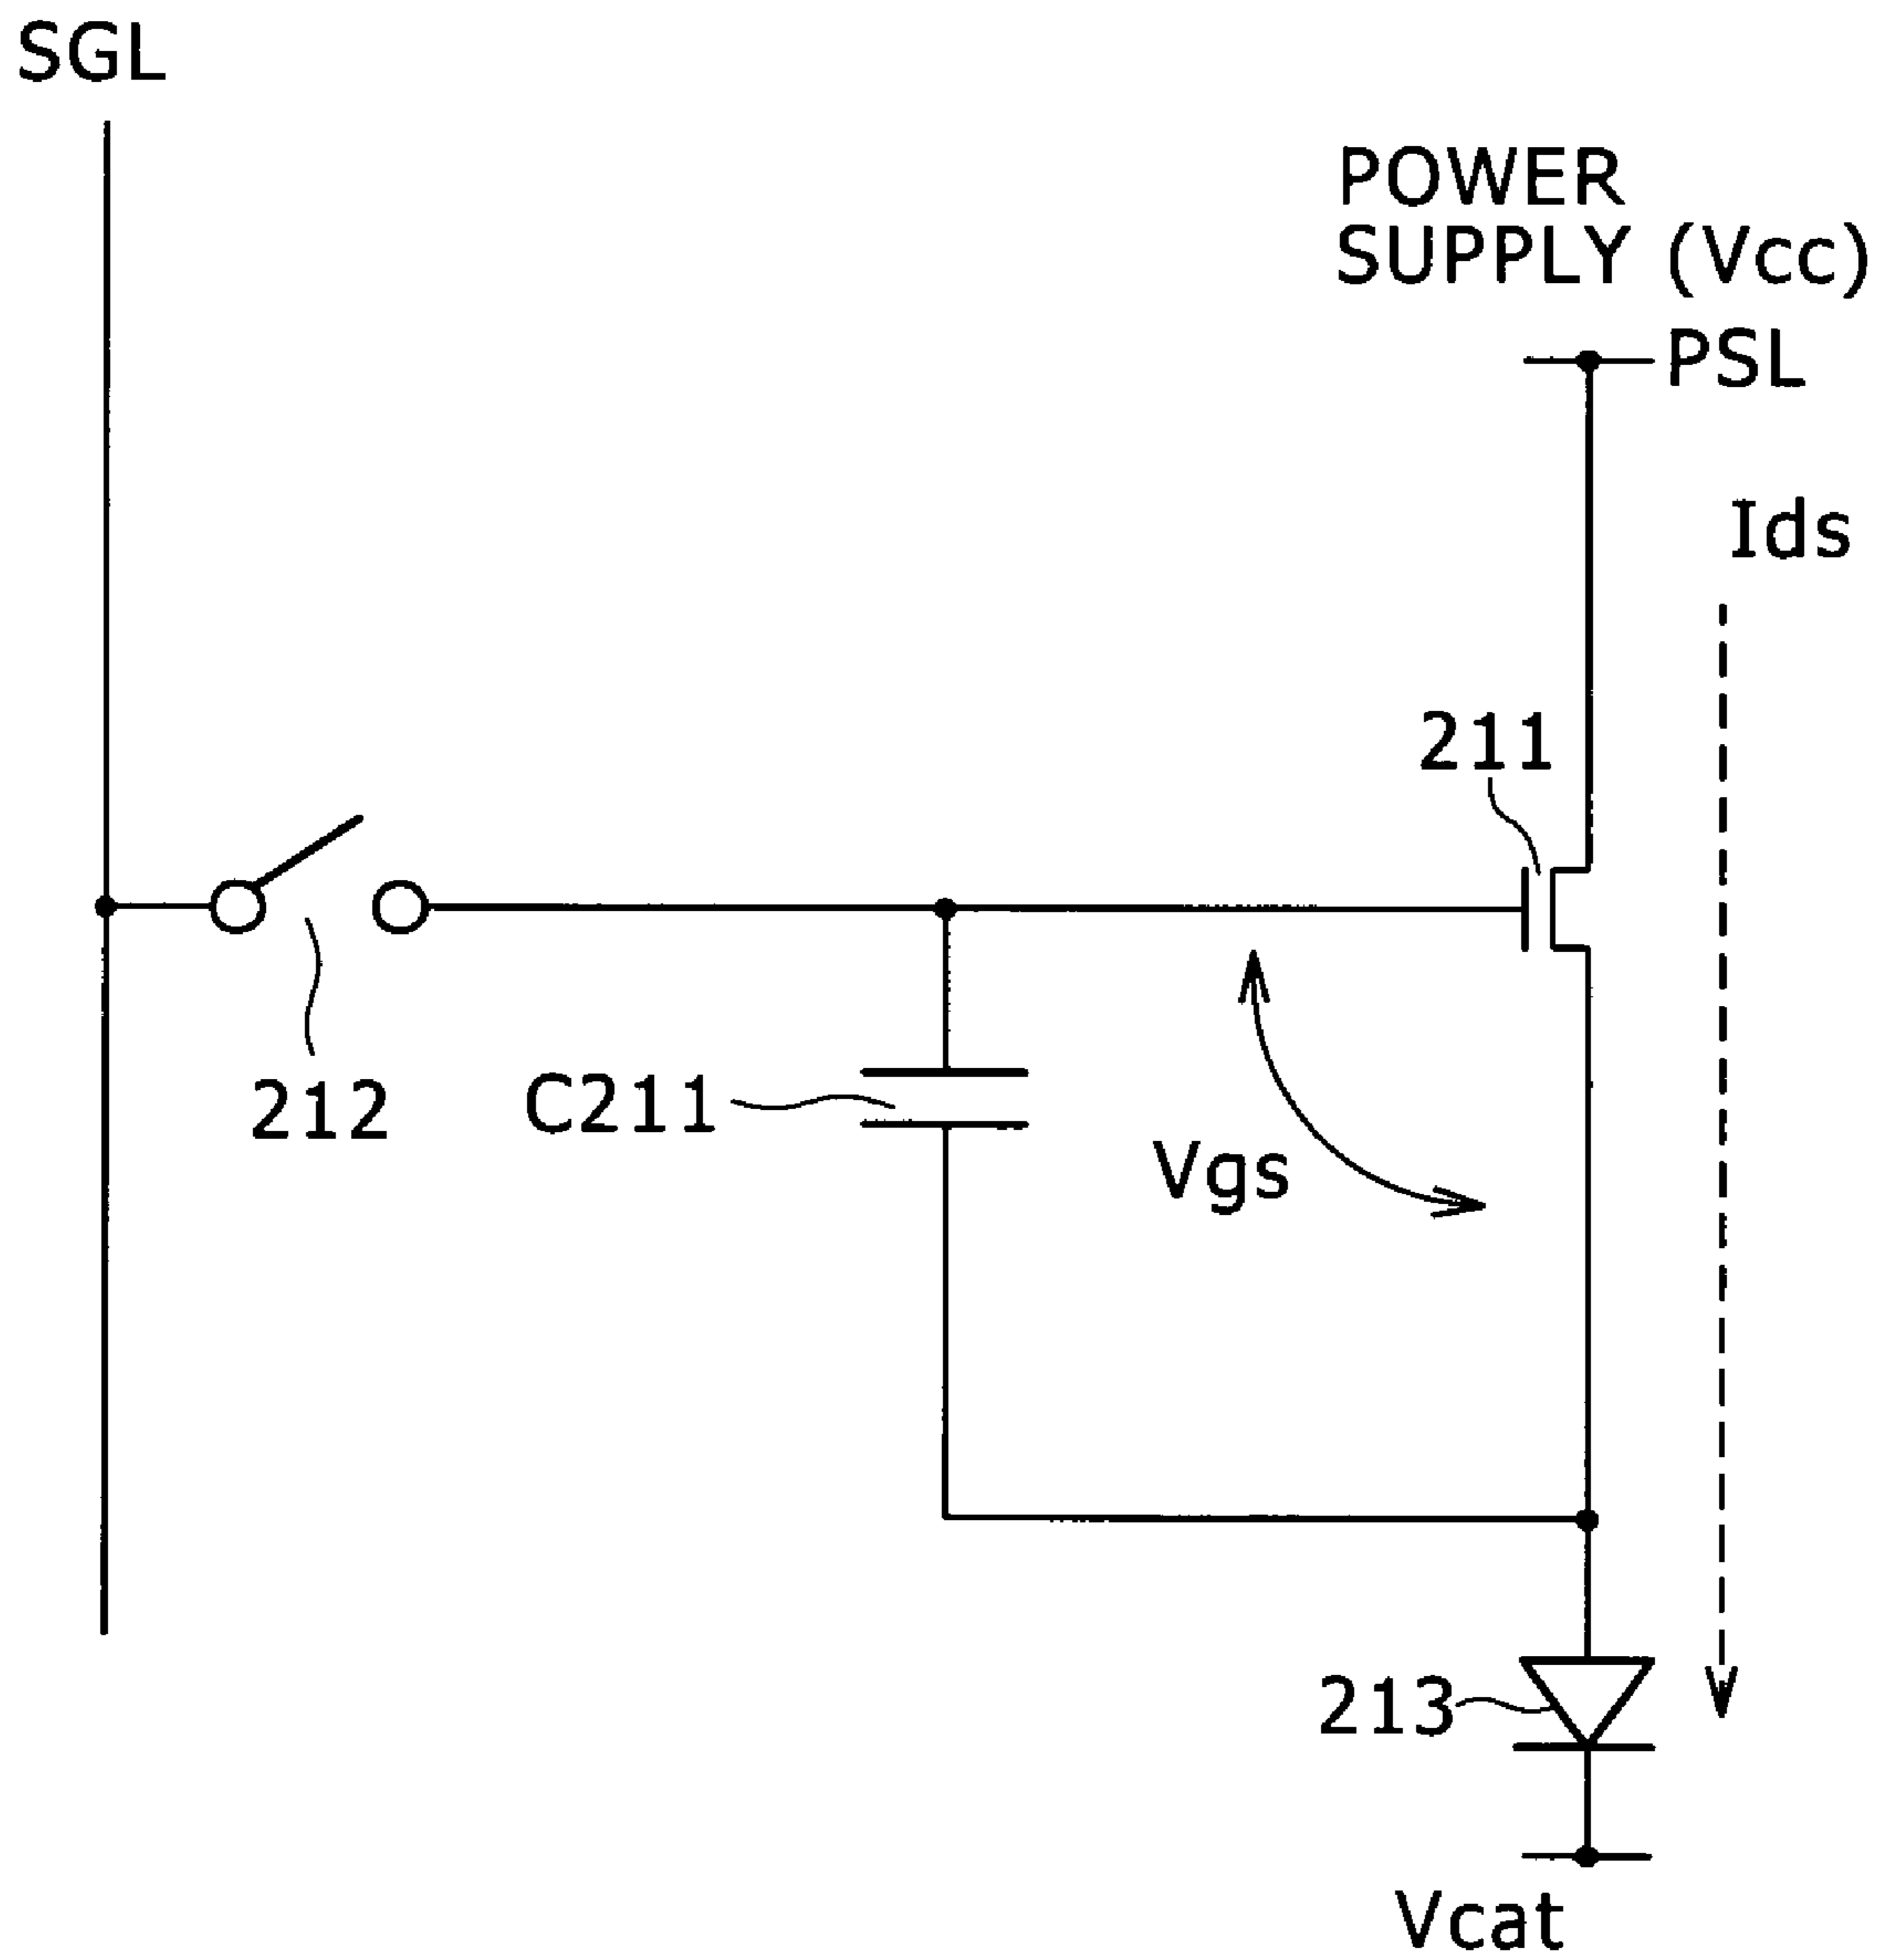 SGL
POWER
SUPPLY (Vcc)
PSL
Ids
211
212
C211
Vgs
213
Vcat